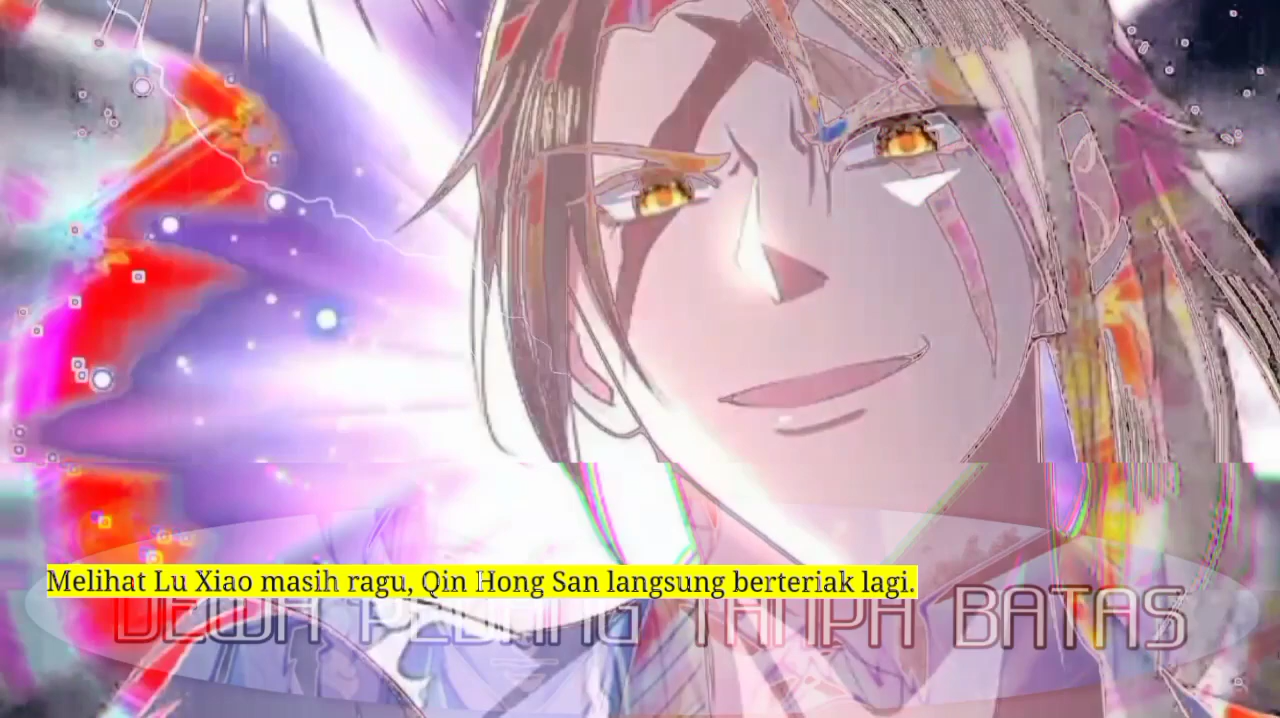 Melihat Lu Xiao masih ragu, Qin Hong San langsung berteriak lagi.
DEWA PEDANG TANPA BATAS